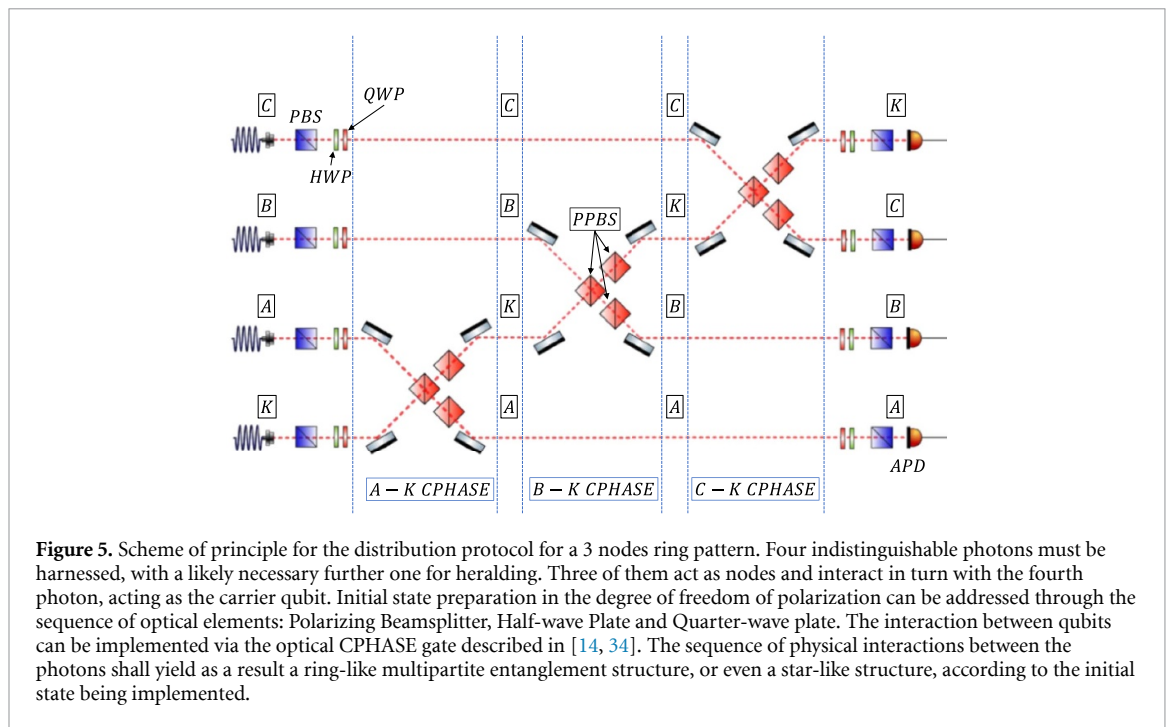 C C C K
QWP
PBS
HWP
B B K C
PPBS
A K B B
K A A A
APD
A − K CPHASE B − K CPHASE C − K CPHASE
Figure 5. Scheme of principle for the distribution protocol for a 3 nodes ring pattern. Four indistinguishable photons must be
harnessed, with a likely necessary further one for heralding. Three of them act as nodes and interact in turn with the fourth
photon, acting as the carrier qubit. Initial state preparation in the degree of freedom of polarization can be addressed through the
sequence of optical elements: Polarizing Beamsplitter, Half-wave Plate and Quarter-wave plate. The interaction between qubits
can be implemented via the optical CPHASE gate described in [14, 34]. The sequence of physical interactions between the
photons shall yield as a result a ring-like multipartite entanglement structure, or even a star-like structure, according to the initial
state being implemented.